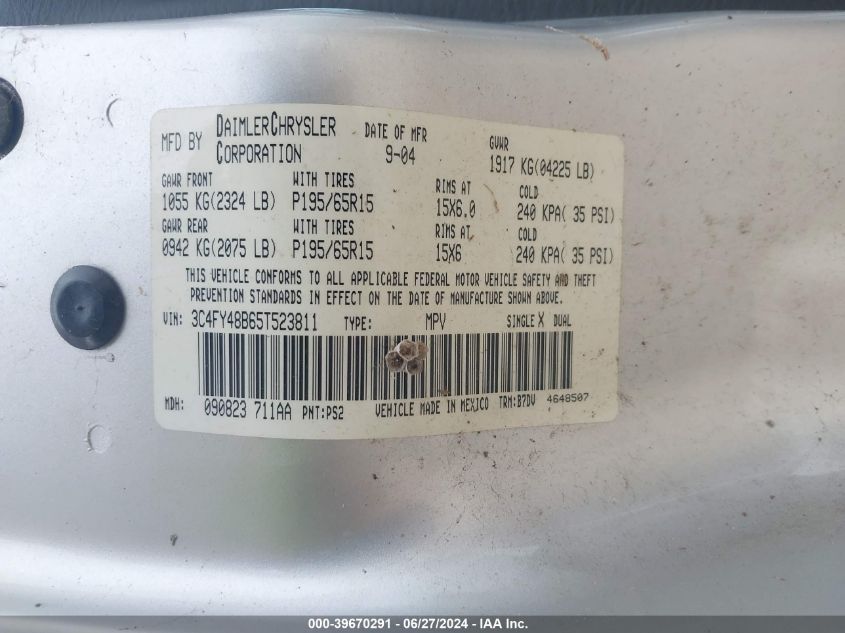 MFD BY DAIMLERCHRYSLER CORPORATION DATE OF MFR 9-04 GVWR 1917 KG(04225 LB)
GAWR FRONT WITH TIRES RIMS AT COLD
1055 KG(2324 LB) P195/65R15 15X6.0 240 KPA( 35 PSI)
GAWR REAR WITH TIRES RIMS AT COLD
0942 KG(2075 LB) P195/65R15 15X6 240 KPA( 35 PSI)
THIS VEHICLE CONFORMS TO ALL APPLICABLE FEDERAL MOTOR VEHICLE SAFETY AND THEFT
PREVENTION STANDARDS IN EFFECT ON THE DATE OF MANUFACTURE SHOWN ABOVE.
VIN: 3C4FY48B65T523811 TYPE: MPV SINGLE X DUAL
MDH: 090823 711AA PNT:PS2 VEHICLE MADE IN MEXICO TRM:B7DV 4648507
000-39670291 - 06/27/2024 - IAA Inc.